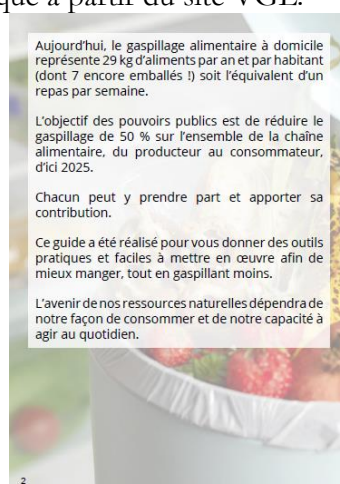 que à partir du site VGE.
Aujourd'hui, le gaspillage alimentaire à domicile
représente 29 kg d'aliments par an et par habitant
(dont 7 encore emballés !) soit l'équivalent d'un
repas par semaine.
L'objectif des pouvoirs publics est de réduire le
gaspillage de 50 % sur l'ensemble de la chaîne
alimentaire, du producteur au consommateur,
d'ici 2025.
Chacun peut y prendre part et apporter sa
contribution.
Ce guide a été réalisé pour vous donner des outils
pratiques et faciles à mettre en œuvre afin de
mieux manger, tout en gaspillant moins.
L'avenir de nos ressources naturelles dépendra de
notre façon de consommer et de notre capacité à
agir au quotidien.
2